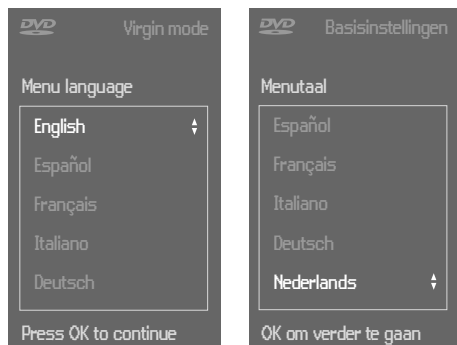 DVD Virgin mode
Menu language
English
Español
Français
Italiano
Deutsch
Press OK to continue
DVD Basisinstellingen
Menutaal
Español
Français
Italiano
Deutsch
Nederlands
OK om verder te gaan